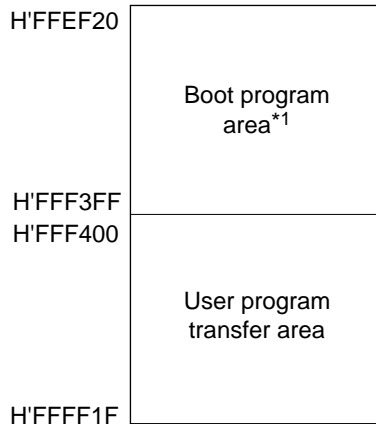 H'FFEF20
Boot program
area*1
H'FFF3FF
H'FFF400
User program
transfer area
H'FFFF1F